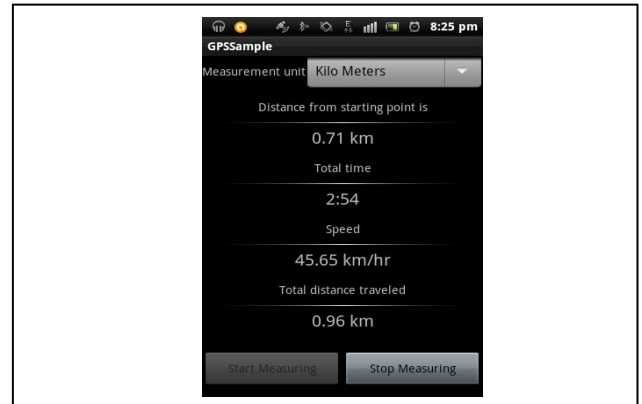 8:25 pm
GPSSample
Measurement unit Kilo Meters
Distance from starting point is
0.71 km
Total time
2:54
Speed
45.65 km/hr
Total distance traveled
0.96 km
Start Measuring Stop Measuring